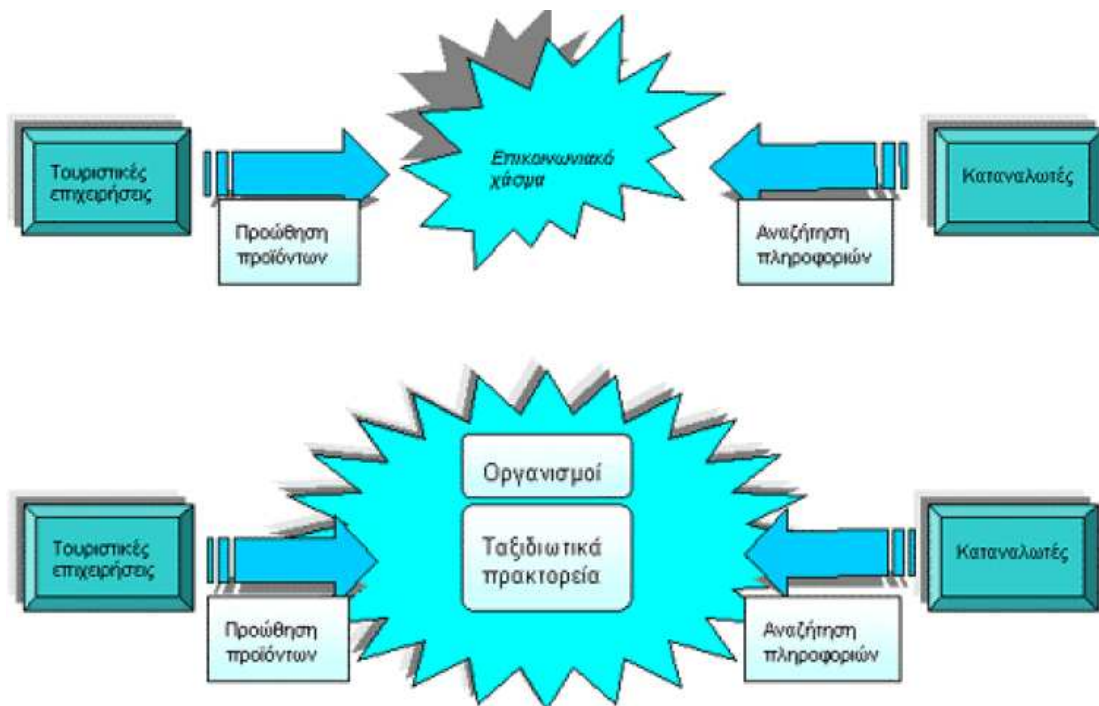 Τουριστικές
επιχειρήσεις
Προώθηση
προϊόντων
Επικοινωνιακό
χάσμα
Αναζήτηση
πληροφοριών
Καταναλωτές
Τουριστικές
επιχειρήσεις
Προώθηση
προϊόντων
Οργανισμοί
Ταξιδιωτικά
πρακτορεία
Αναζήτηση
πληροφοριών
Καταναλωτές